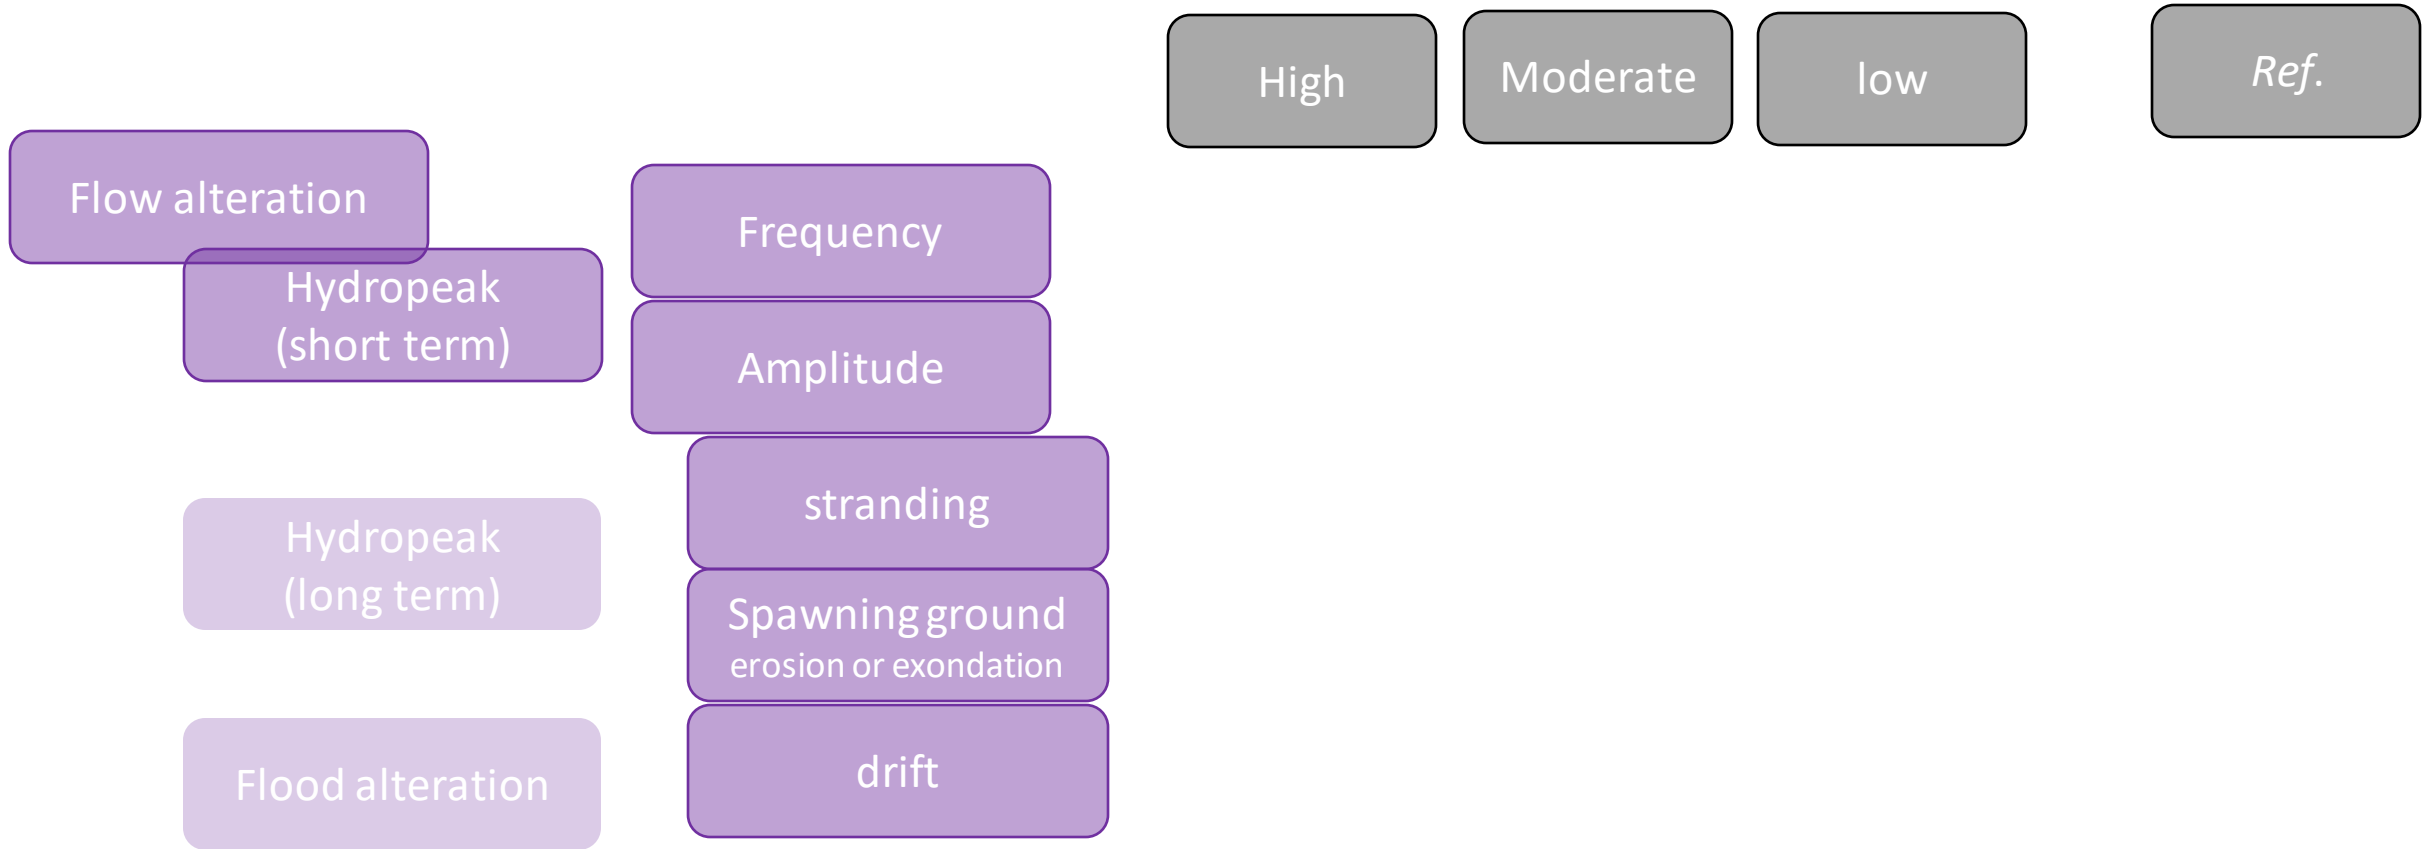 High
Moderate
low
Ref.
Flow alteration
Hydropeak
(short term)
Frequency
Amplitude
stranding
Hydropeak
(long term)
Spawning ground
erosion or exondation
Flood alteration
drift